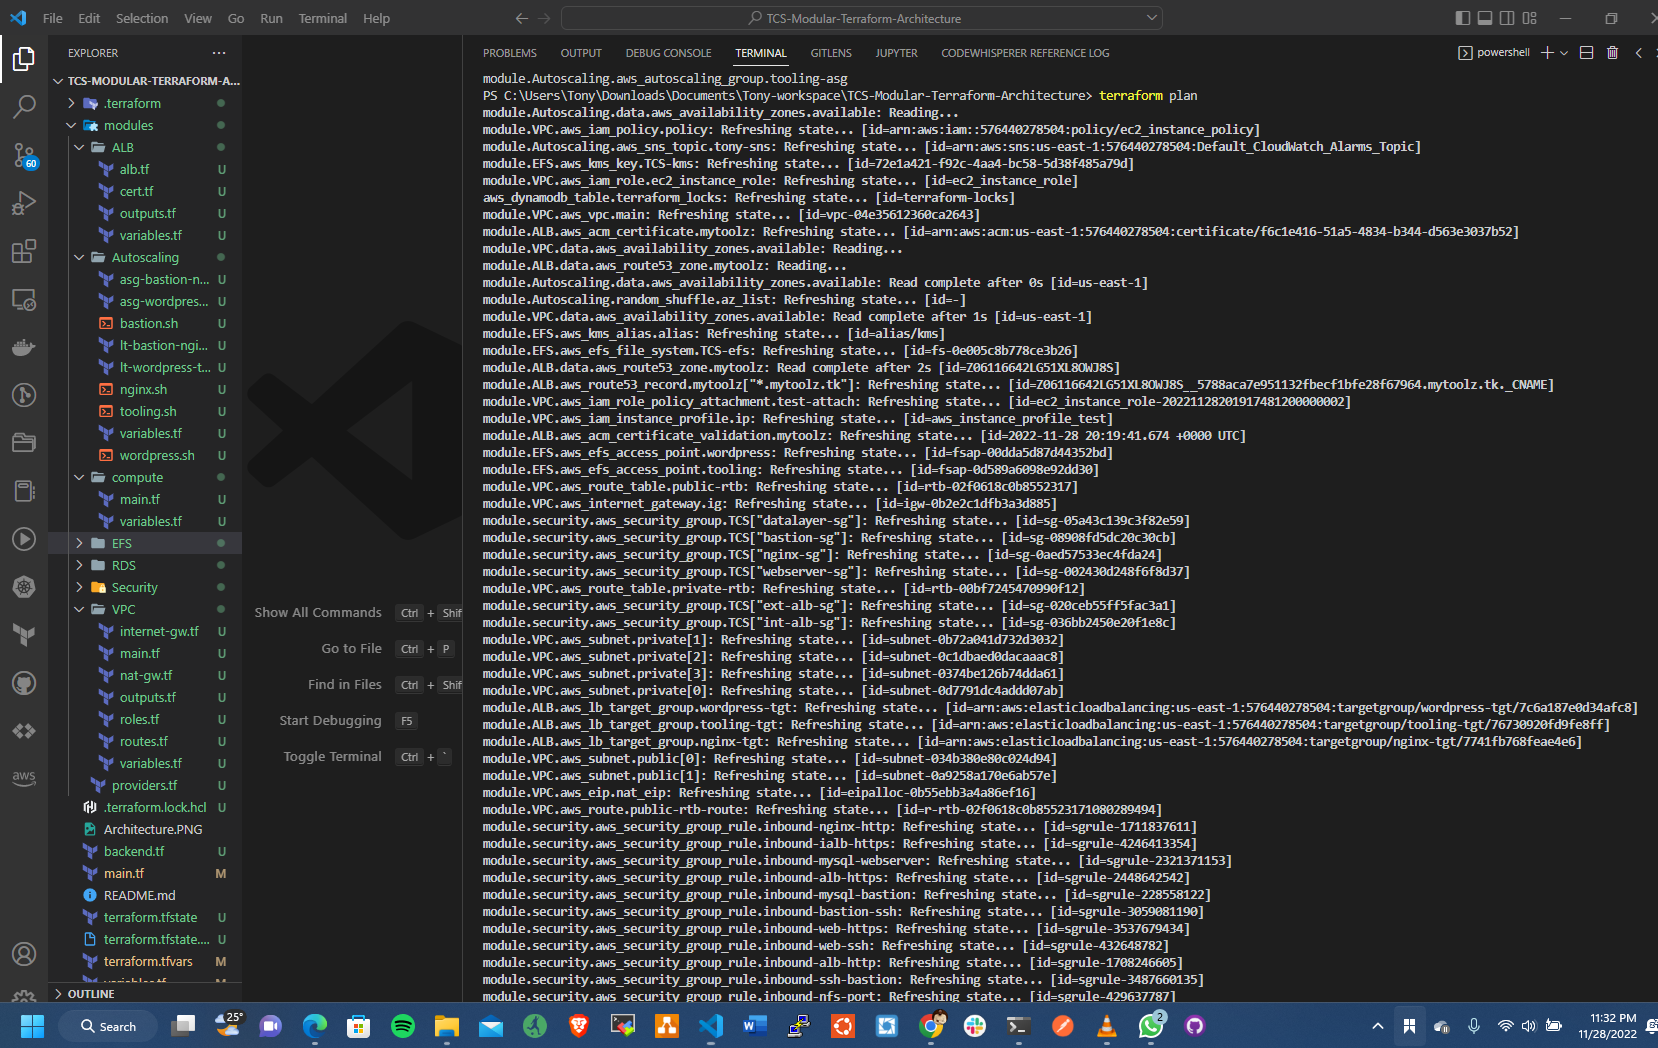 File Edit Selection View Go Run Terminal Help
TCS-Modular-Terraform-Architecture
EXPLORER
TCS-MODULAR-TERRAFORM-A...
.terraform
modules
ALB
alb.tf U
cert.tf U
outputs.tf U
variables.tf U
Autoscaling
asg-bastion-n... U
asg-wordpres... U
bastion.sh U
lt-bastion-ngi... U
lt-wordpress-t... U
nginx.sh U
tooling.sh U
variables.tf U
wordpress.sh U
compute
main.tf U
variables.tf U
EFS
RDS
Security
VPC
internet-gw.tf U
main.tf U
nat-gw.tf U
outputs.tf U
roles.tf U
routes.tf U
variables.tf U
providers.tf U
.terraform.lock.hcl U
Architecture.PNG
backend.tf U
main.tf M
README.md
terraform.tfstate U
terraform.tfstate.... U
terraform.tfvars M
OUTLINE
60
aws
Show All Commands Ctrl + Shif
Go to File Ctrl + P
Find in Files Ctrl + Shif
Start Debugging F5
Toggle Terminal Ctrl + `
PROBLEMS OUTPUT DEBUG CONSOLE TERMINAL GITLENS JUPYTER CODEWHISPERER REFERENCE LOG
powershell
module.Autoscaling.aws_autoscaling_group.tooling-asg
PS C:\Users\Tony\Downloads\Documents\Tony-workspace\TCS-Modular-Terraform-Architecture> terraform plan
module.Autoscaling.data.aws_availability_zones.available: Reading...
module.VPC.aws_iam_policy.policy: Refreshing state... [id=arn:aws:iam::576440278504:policy/ec2_instance_policy]
module.Autoscaling.aws_sns_topic.tony-sns: Refreshing state... [id=arn:aws:sns:us-east-1:576440278504:Default_CloudWatch_Alarms_Topic]
module.EFS.aws_kms_key.TCS-kms: Refreshing state... [id=72e1a421-f92c-4aa4-bc58-5d38f485a79d]
module.VPC.aws_iam_role.ec2_instance_role: Refreshing state... [id=ec2_instance_role]
aws_dynamodb_table.terraform_locks: Refreshing state... [id=terraform-locks]
module.VPC.aws_vpc.main: Refreshing state... [id=vpc-04e35612360ca2643]
module.ALB.aws_acm_certificate.mytoolz: Refreshing state... [id=arn:aws:acm:us-east-1:576440278504:certificate/f6c1e416-51a5-4834-b344-d563e3037b52]
module.VPC.data.aws_availability_zones.available: Reading...
module.ALB.data.aws_route53_zone.mytoolz: Reading...
module.Autoscaling.data.aws_availability_zones.available: Read complete after 0s [id=us-east-1]
module.Autoscaling.random_shuffle.az_list: Refreshing state... [id=-]
module.VPC.data.aws_availability_zones.available: Read complete after 1s [id=us-east-1]
module.EFS.aws_kms_alias.alias: Refreshing state... [id=alias/kms]
module.EFS.aws_efs_file_system.TCS-efs: Refreshing state... [id=fs-0e005c8b778ce3b26]
module.ALB.data.aws_route53_zone.mytoolz: Read complete after 2s [id=Z06116642LG51XL8OWJ8S]
module.ALB.aws_route53_record.mytoolz["*.mytoolz.tk"]: Refreshing state... [id=Z06116642LG51XL8OWJ8S__5788aca7e951132fbecf1bfe28f67964.mytoolz.tk._CNAME]
module.VPC.aws_iam_role_policy_attachment.test-attach: Refreshing state... [id=ec2_instance_role-20221128201917481200000002]
module.VPC.aws_iam_instance_profile.ip: Refreshing state... [id=aws_instance_profile_test]
module.ALB.aws_acm_certificate_validation.mytoolz: Refreshing state... [id=2022-11-28 20:19:41.674 +0000 UTC]
module.EFS.aws_efs_access_point.wordpress: Refreshing state... [id=fsap-00dda5d87d44352bd]
module.EFS.aws_efs_access_point.tooling: Refreshing state... [id=fsap-0d589a6098e92dd30]
module.VPC.aws_route_table.public-rtb: Refreshing state... [id=rtb-02f0618c0b8552317]
module.VPC.aws_internet_gateway.ig: Refreshing state... [id=igw-0b2e2c1dfb3a3d885]
module.security.aws_security_group.TCS["datalayer-sg"]: Refreshing state... [id=sg-05a43c139c3f82e59]
module.security.aws_security_group.TCS["bastion-sg"]: Refreshing state... [id=sg-08908fd5dc20c30cb]
module.security.aws_security_group.TCS["nginx-sg"]: Refreshing state... [id=sg-0aed57533ec4fda24]
module.security.aws_security_group.TCS["webserver-sg"]: Refreshing state... [id=sg-002430d248f6f8d37]
module.VPC.aws_route_table.private-rtb: Refreshing state... [id=rtb-00bf7245470990f12]
module.security.aws_security_group.TCS["ext-alb-sg"]: Refreshing state... [id=sg-020ceb55ff5fac3a1]
module.security.aws_security_group.TCS["int-alb-sg"]: Refreshing state... [id=sg-036bb2450e20f1e8c]
module.VPC.aws_subnet.private[1]: Refreshing state... [id=subnet-0b72a041d732d3032]
module.VPC.aws_subnet.private[2]: Refreshing state... [id=subnet-0c1dbaed0dacaaac8]
module.VPC.aws_subnet.private[3]: Refreshing state... [id=subnet-0374be126b74dda61]
module.VPC.aws_subnet.private[0]: Refreshing state... [id=subnet-0d7791dc4addd07ab]
module.ALB.aws_lb_target_group.wordpress-tgt: Refreshing state... [id=arn:aws:elasticloadbalancing:us-east-1:576440278504:targetgroup/wordpress-tgt/7c6a187e0d34afc8]
module.ALB.aws_lb_target_group.tooling-tgt: Refreshing state... [id=arn:aws:elasticloadbalancing:us-east-1:576440278504:targetgroup/tooling-tgt/76730920fd9fe8ff]
module.ALB.aws_lb_target_group.nginx-tgt: Refreshing state... [id=arn:aws:elasticloadbalancing:us-east-1:576440278504:targetgroup/nginx-tgt/7741fb768feae4e6]
module.VPC.aws_subnet.public[0]: Refreshing state... [id=subnet-034b380e80c024d94]
module.VPC.aws_subnet.public[1]: Refreshing state... [id=subnet-0a9258a170e6ab57e]
module.VPC.aws_eip.nat_eip: Refreshing state... [id=eipalloc-0b55ebb3a4a86ef16]
module.VPC.aws_route.public-rtb-route: Refreshing state... [id=r-rtb-02f0618c0b85523171080289494]
module.security.aws_security_group_rule.inbound-nginx-http: Refreshing state... [id=sgrule-1711837611]
module.security.aws_security_group_rule.inbound-ialb-https: Refreshing state... [id=sgrule-4246413354]
module.security.aws_security_group_rule.inbound-mysql-webserver: Refreshing state... [id=sgrule-2321371153]
module.security.aws_security_group_rule.inbound-alb-https: Refreshing state... [id=sgrule-2448642542]
module.security.aws_security_group_rule.inbound-mysql-bastion: Refreshing state... [id=sgrule-228558122]
module.security.aws_security_group_rule.inbound-bastion-ssh: Refreshing state... [id=sgrule-3059081190]
module.security.aws_security_group_rule.inbound-web-https: Refreshing state... [id=sgrule-3537679434]
module.security.aws_security_group_rule.inbound-web-ssh: Refreshing state... [id=sgrule-432648782]
module.security.aws_security_group_rule.inbound-alb-http: Refreshing state... [id=sgrule-1708246605]
module.security.aws_security_group_rule.inbound-ssh-bastion: Refreshing state... [id=sgrule-3487660135]
module.security.aws_security_group_rule.inbound-nfs-port: Refreshing state... [id=sgrule-429637787]
Search
25°
2
11:32 PM
11/28/2022